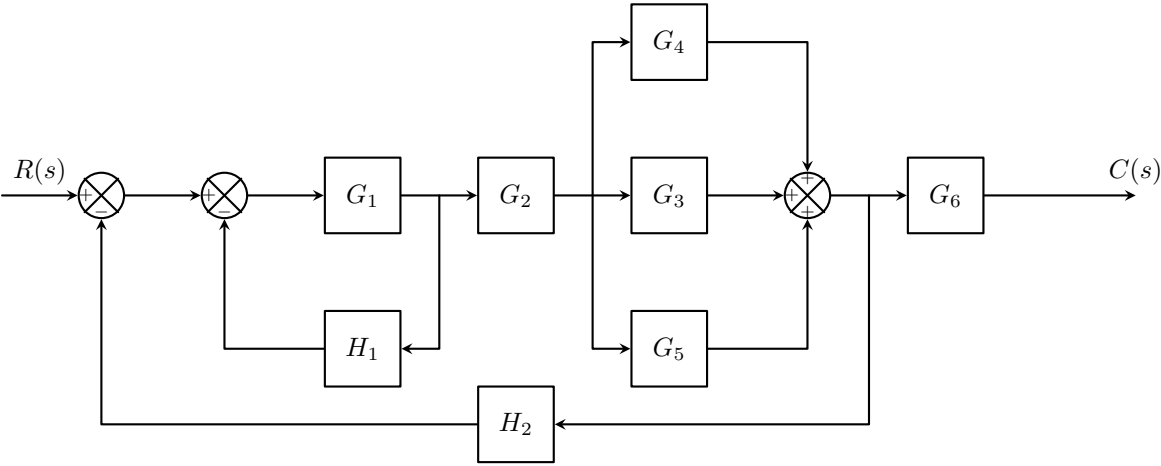 G₄
R(s)
C(s)
+
−
+
−
G₁
G₂
G₃
+
+
+
G₆
H₁
G₅
H₂